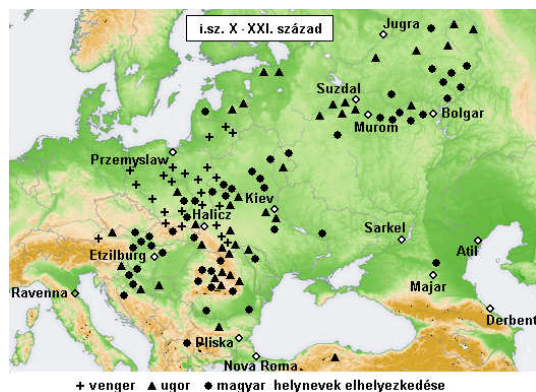 i.sz. X - XXI. század
Jugra
Suzdal
Bolgar
Murom
Przemyslaw
Kiev
Halicz
Sarkel
Etzilburg
Atil
Ravenna
Majar
Derbent
Pliska
Nova Roma
+ venger ▲ ugor ● magyar helynevek elhelyezkedése